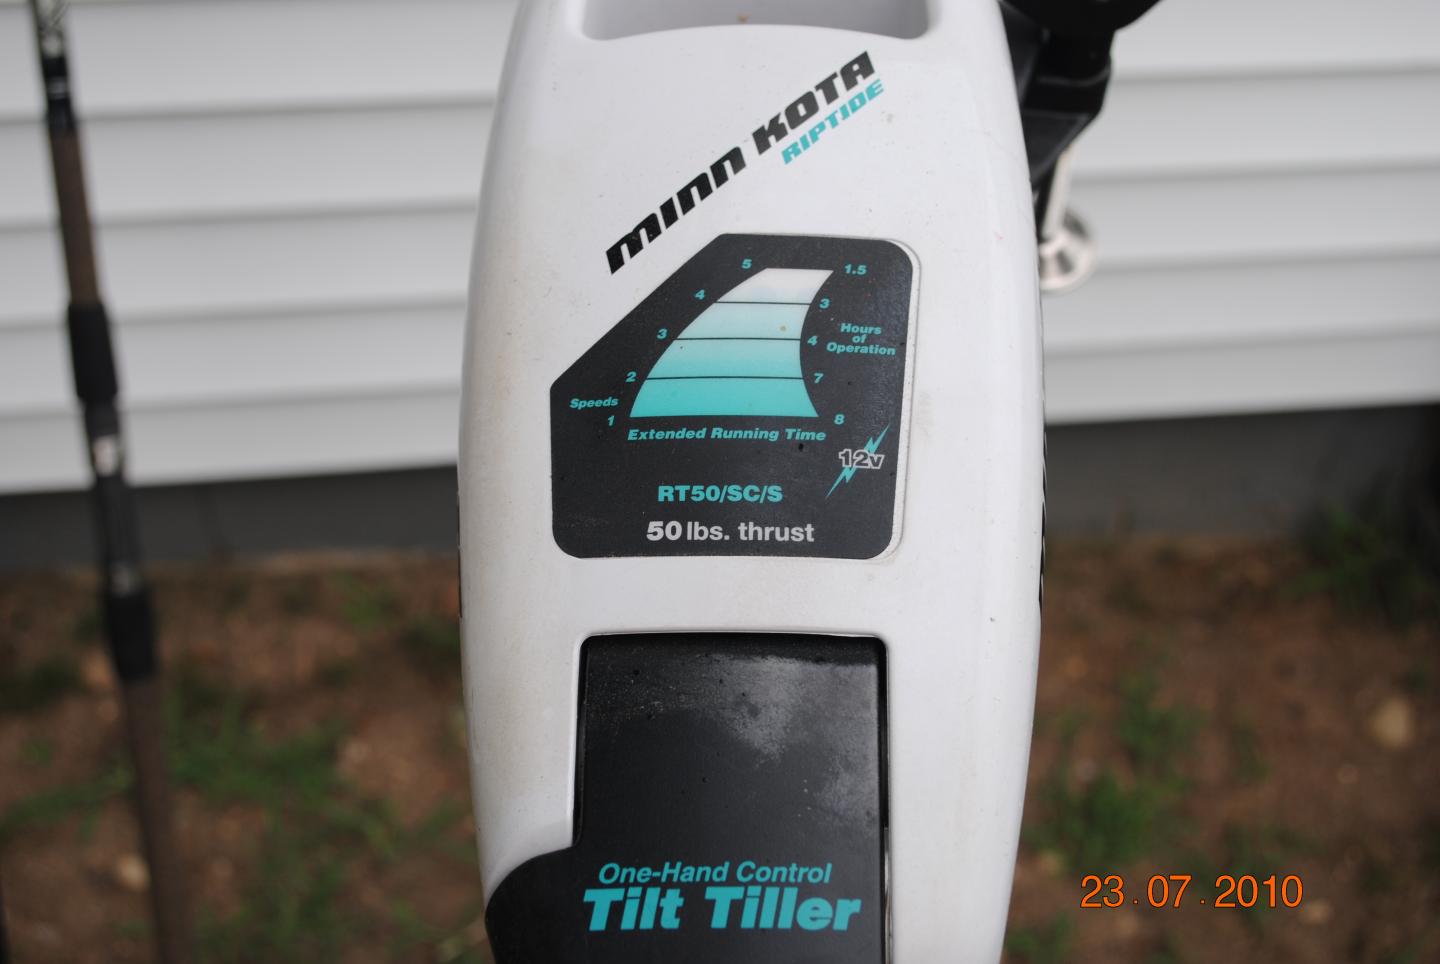 MINN KOTA
RIPTIDE
5 1.5
4 3
3 4
Hours
of
Operation
2 7
Speeds
1 8
Extended Running Time
12v
RT50/SC/S
50 lbs. thrust
One-Hand Control
Tilt Tiller
23.07.2010